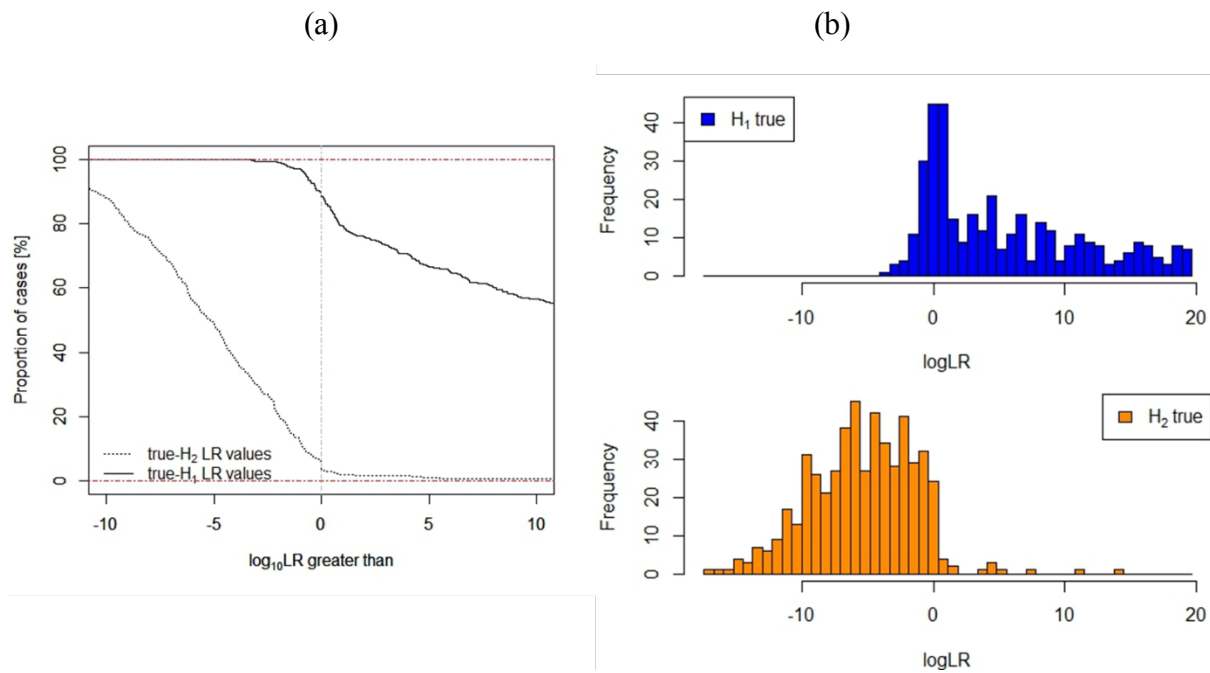 (a)
(b)
Proportion of cases [%]
100
80
60
40
20
0
true-H₂ LR values
true-H₁ LR values
-10
-5
0
5
10
log₁₀LR greater than
H₁ true
Frequency
40
30
20
10
0
-10
0
10
20
logLR
H₂ true
Frequency
40
30
20
10
0
-10
0
10
20
logLR